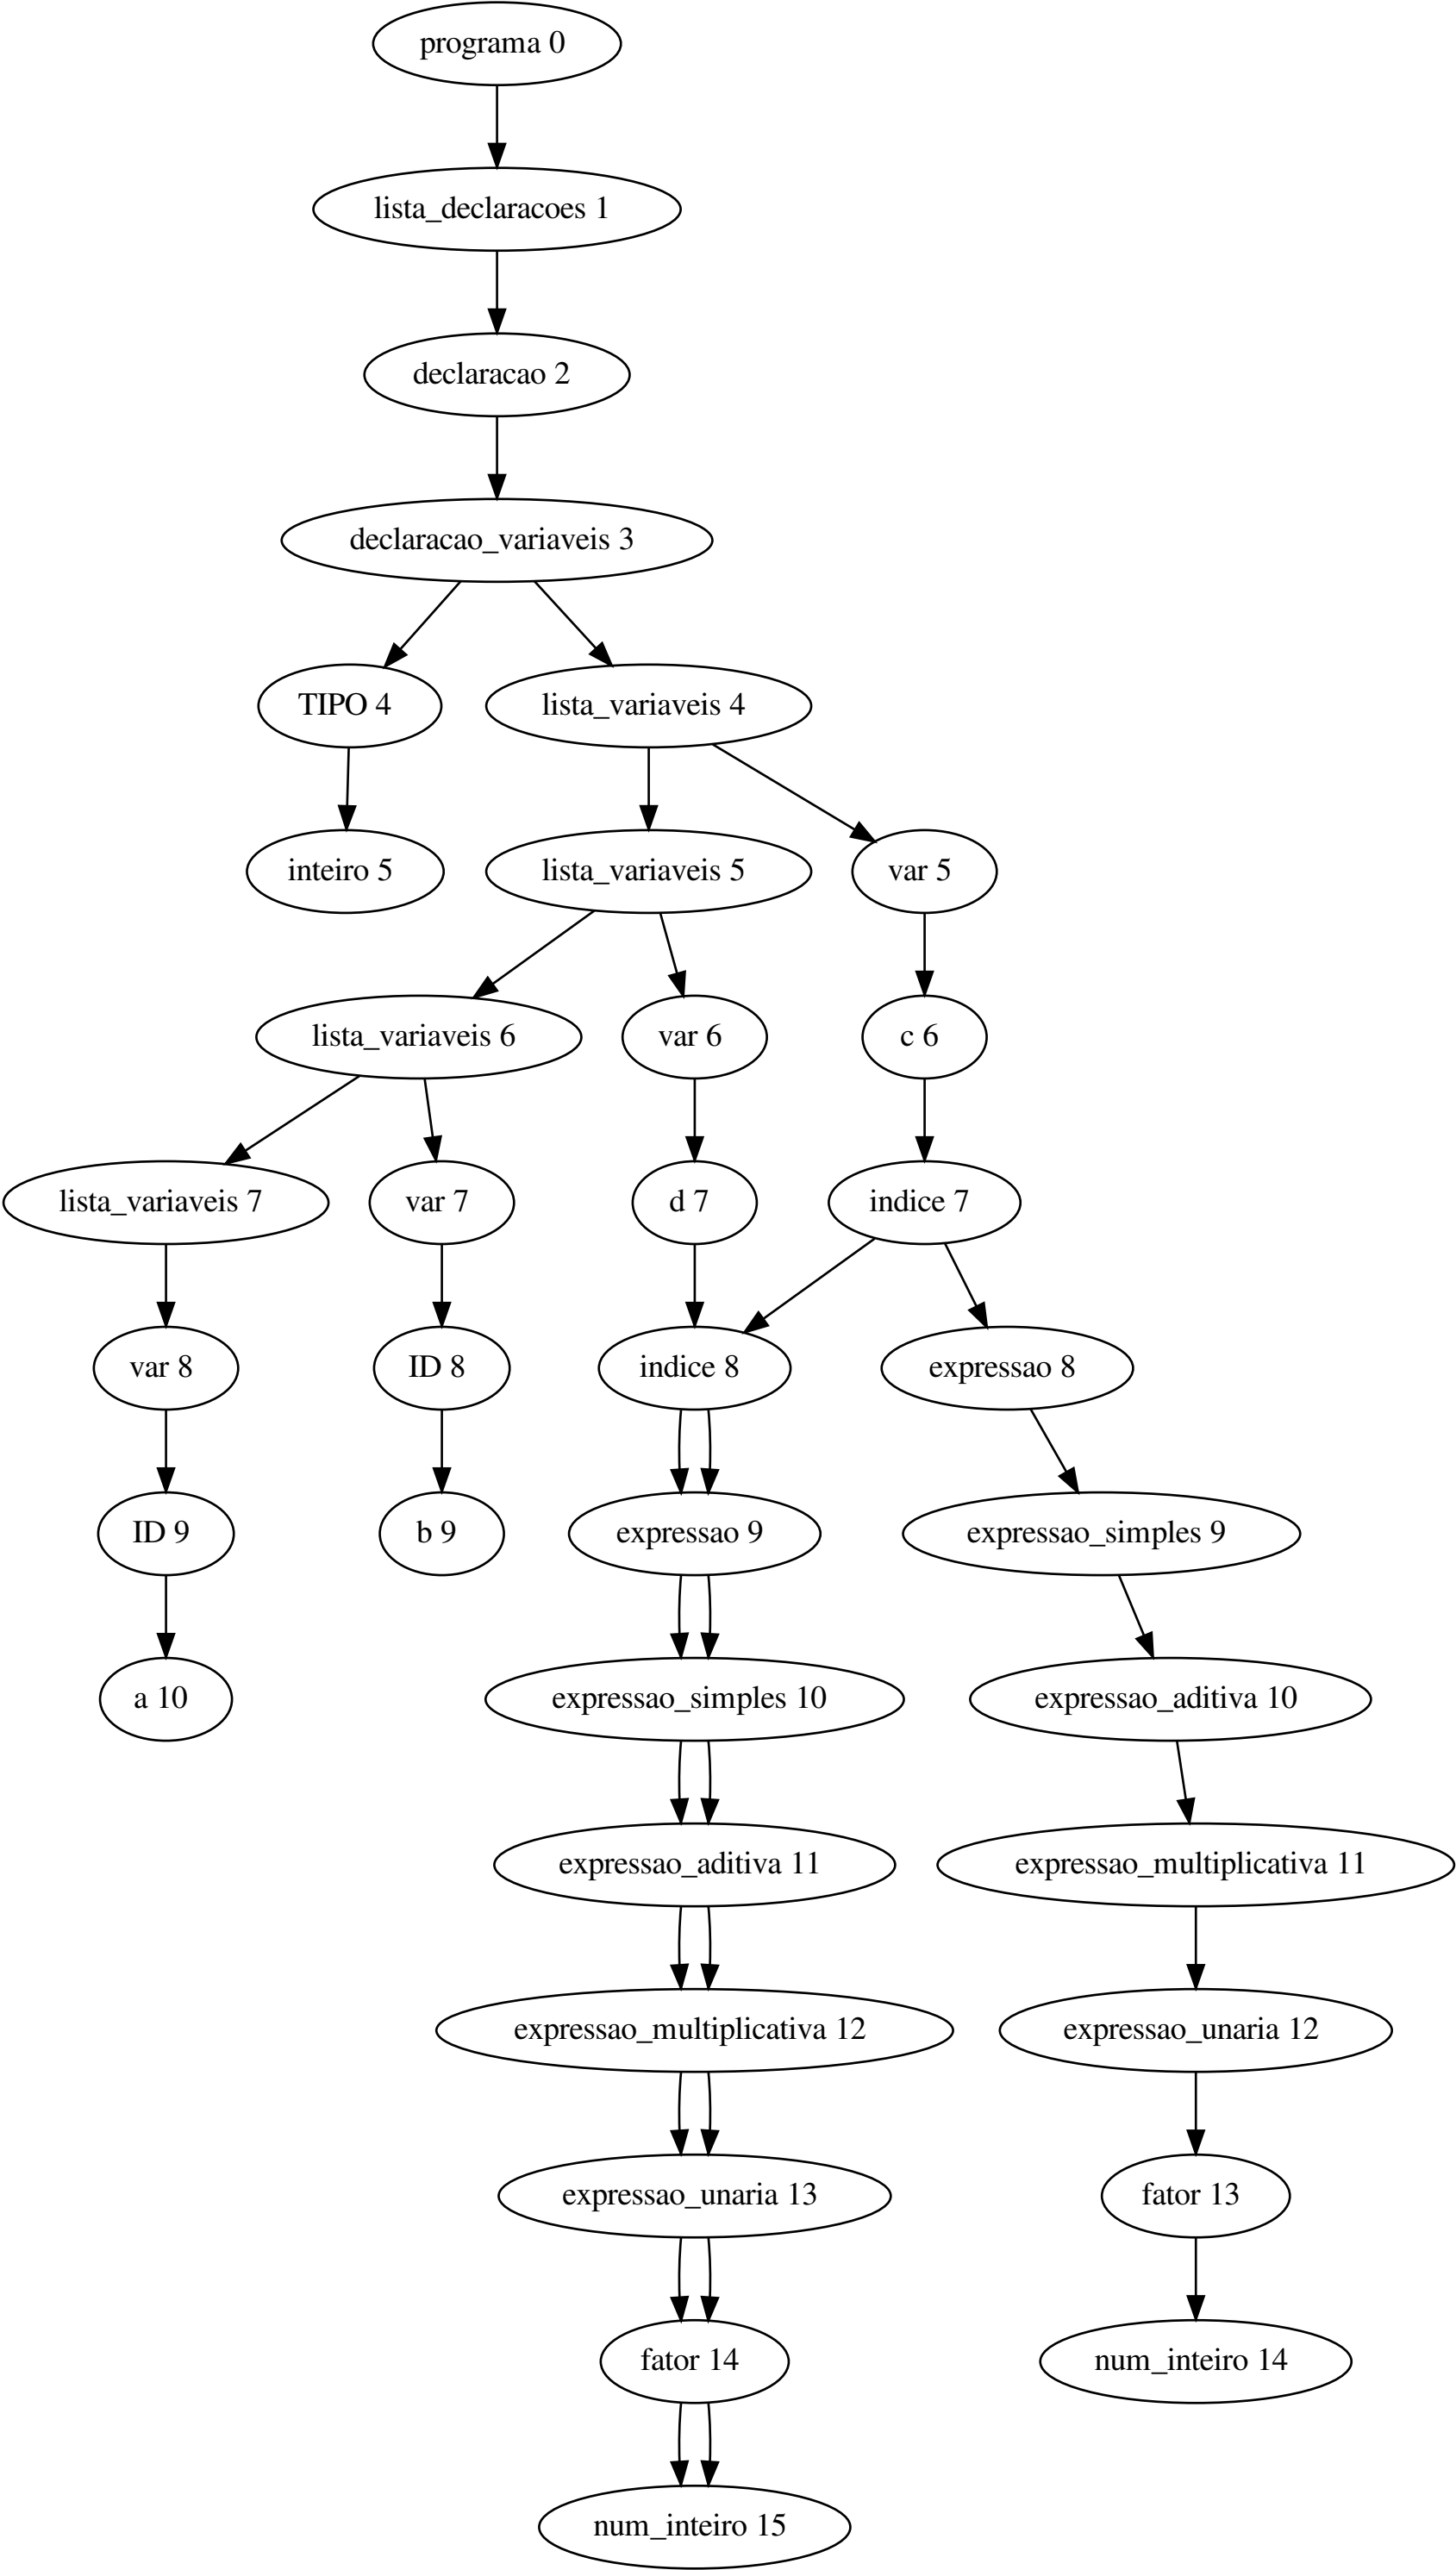 programa 0
lista_declaracoes 1
declaracao 2
declaracao_variaveis 3
TIPO 4
lista_variaveis 4
inteiro 5
lista_variaveis 5
var 5
lista_variaveis 6
var 6
c 6
lista_variaveis 7
var 7
d 7
indice 7
var 8
ID 8
indice 8
expressao 8
ID 9
b 9
expressao 9
expressao_simples 9
a 10
expressao_simples 10
expressao_aditiva 10
expressao_aditiva 11
expressao_multiplicativa 11
expressao_multiplicativa 12
expressao_unaria 12
expressao_unaria 13
fator 13
fator 14
num_inteiro 14
num_inteiro 15